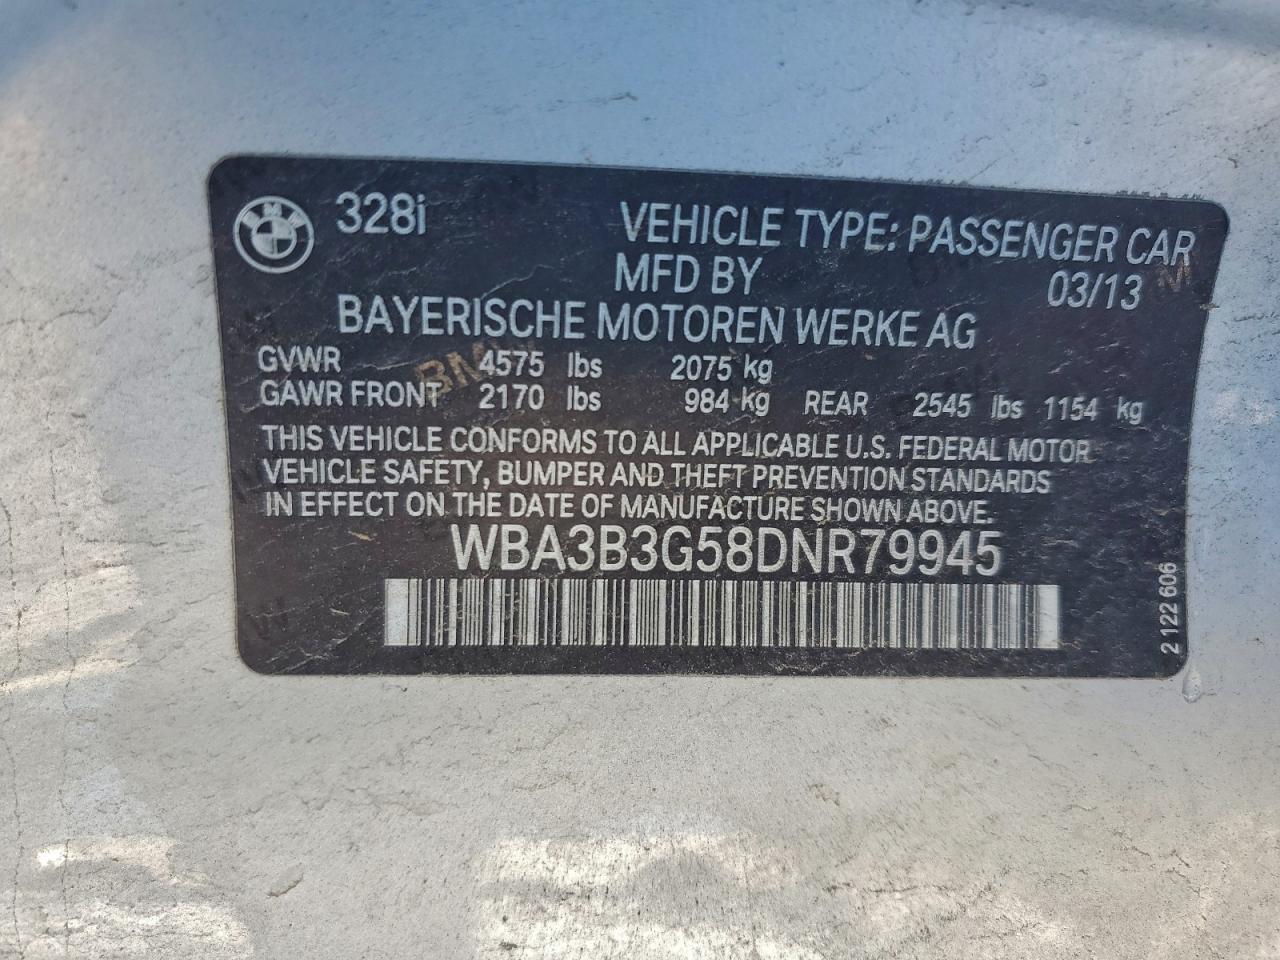 BMW 328i
VEHICLE TYPE: PASSENGER CAR
MFD BY 03/13
BAYERISCHE MOTOREN WERKE AG
GVWR 4575 lbs 2075 kg
GAWR FRONT 2170 lbs 984 kg REAR 2545 lbs 1154 kg
THIS VEHICLE CONFORMS TO ALL APPLICABLE U.S. FEDERAL MOTOR
VEHICLE SAFETY, BUMPER AND THEFT PREVENTION STANDARDS
IN EFFECT ON THE DATE OF MANUFACTURE SHOWN ABOVE.
WBA3B3G58DNR79945
2 122 606